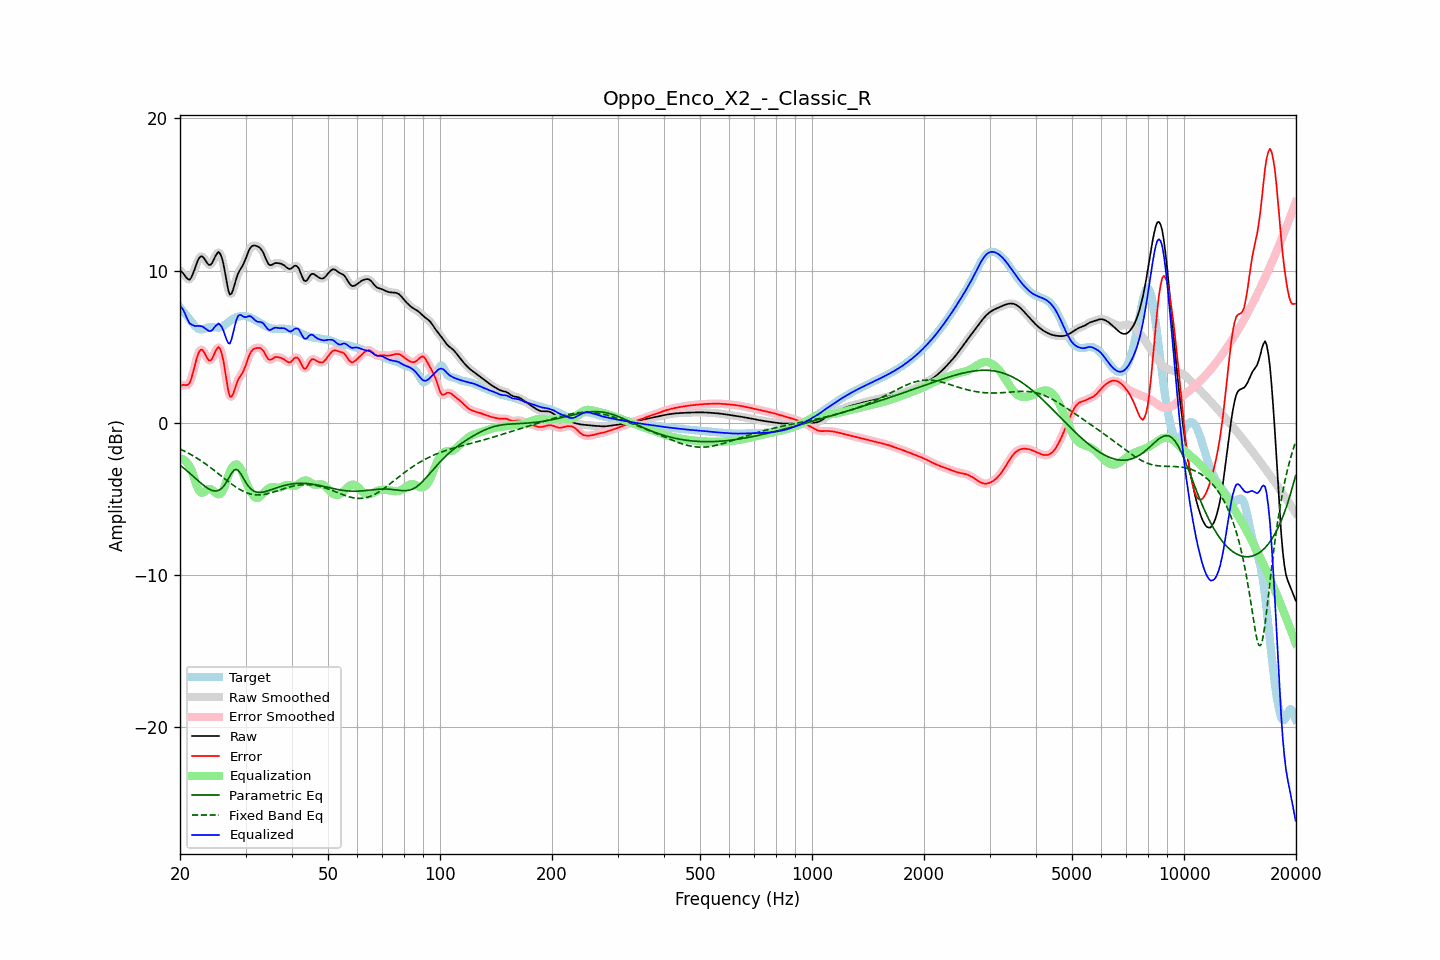 Oppo_Enco_X2_-_Classic_R
20
10
0
−10
−20
Amplitude (dBr)
Target
Raw Smoothed
Error Smoothed
Raw
Error
Equalization
Parametric Eq
Fixed Band Eq
Equalized
20 50 100 200 500 1000 2000 5000 10000 20000
Frequency (Hz)